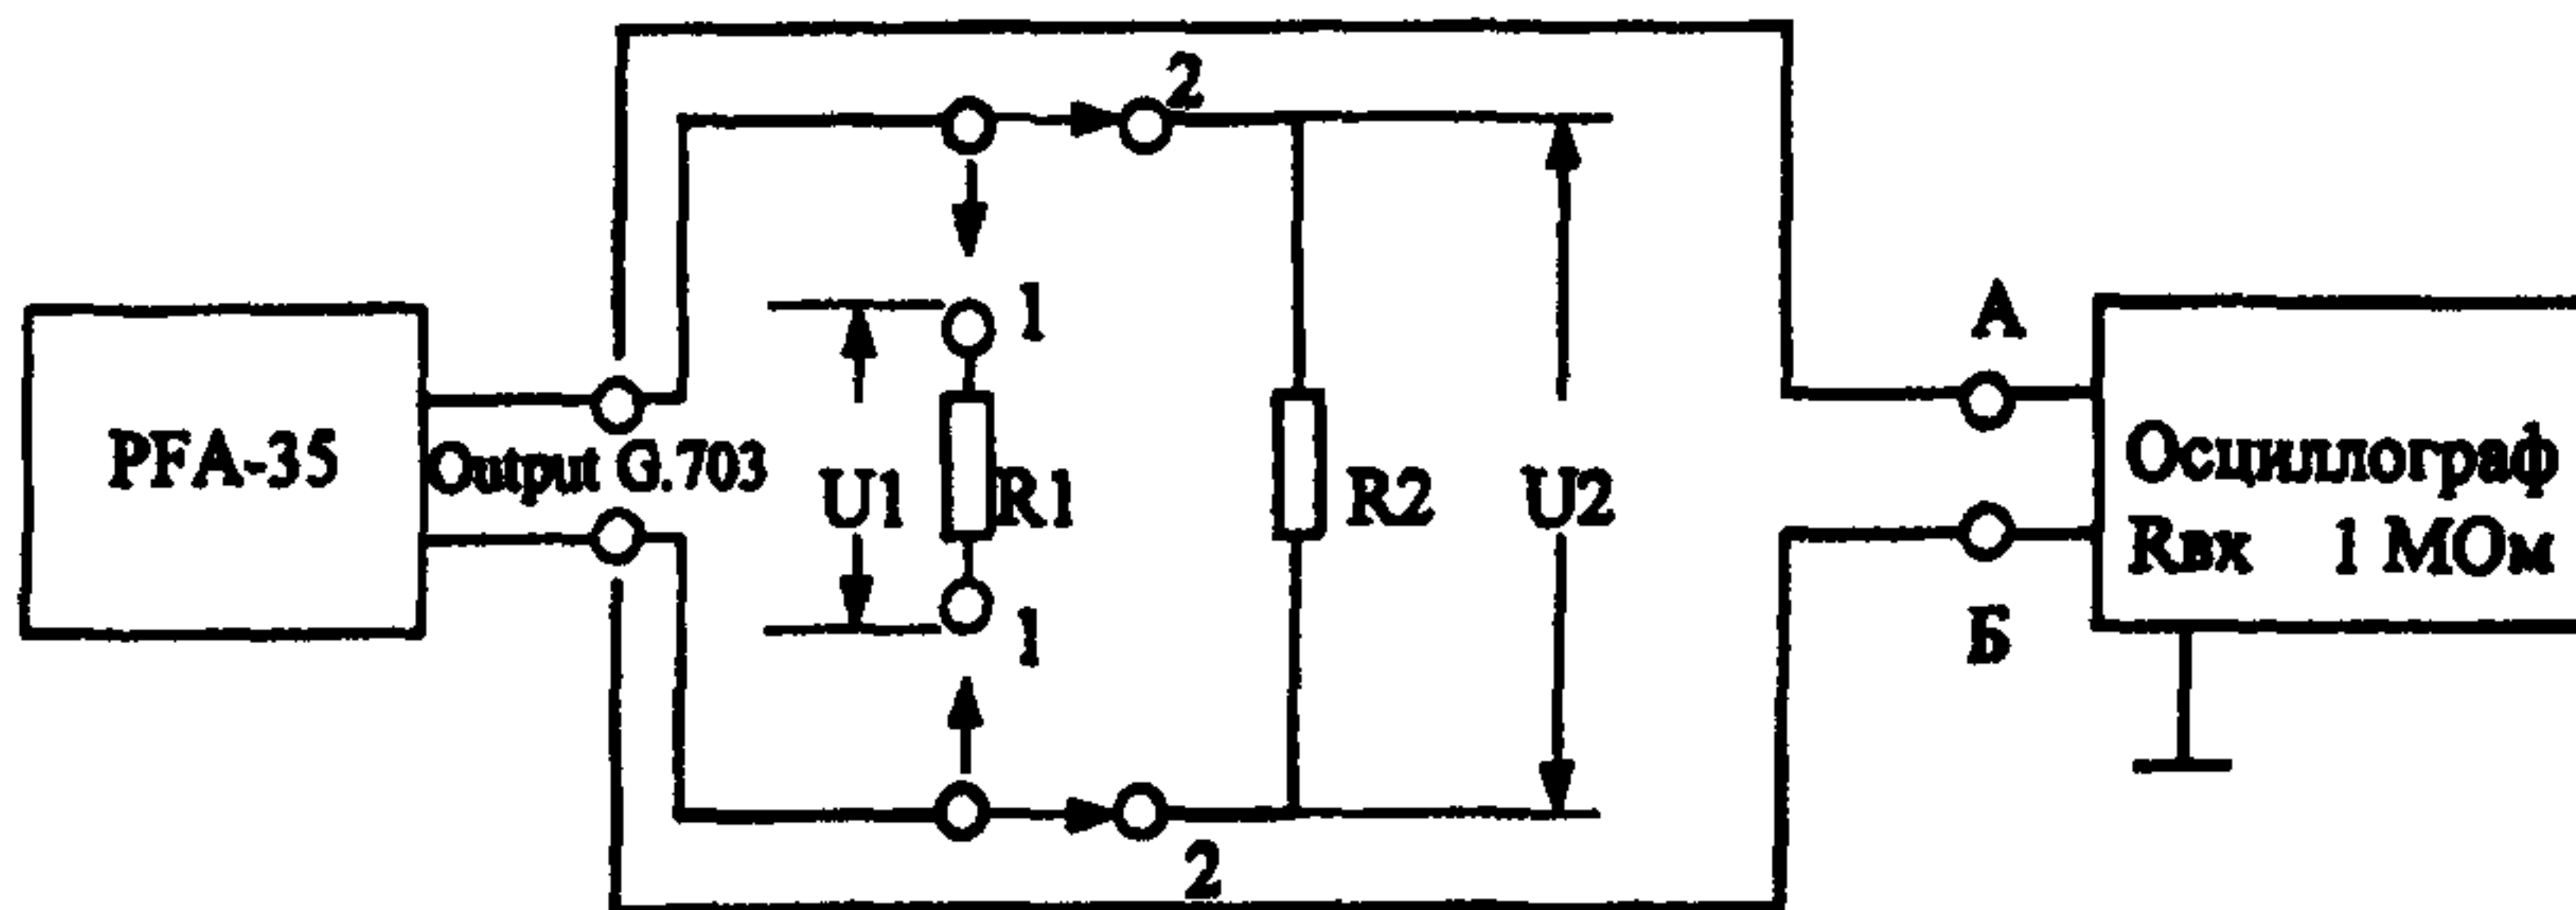 2
1
А
PFA-35
Output G.703
U1
R1
R2
U2
Осциллограф
Rвх 1 МОм
1
Б
2